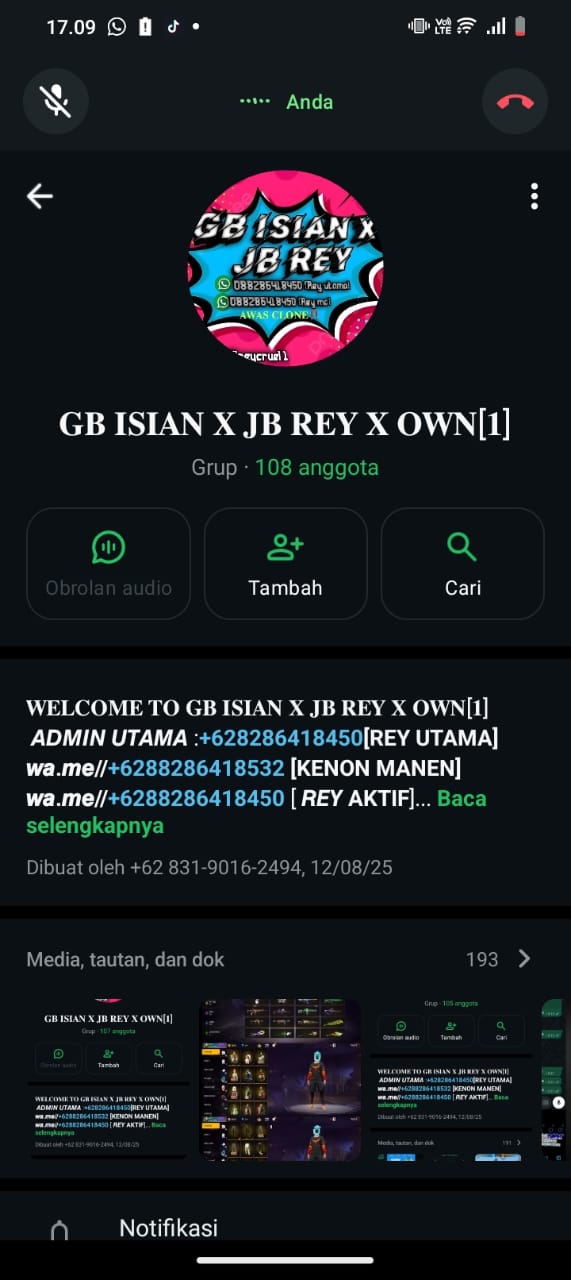 17.09
VoD LTE
Anda
GB ISIAN X
JB REY
088286418450 (Rey utama)
088286418450 (Rey me)
AWAS CLONE
GB ISIAN X JB REY X OWN[1]
Grup · 108 anggota
Obrolan audio
Tambah
Cari
WELCOME TO GB ISIAN X JB REY X OWN[1]
ADMIN UTAMA :+628286418450[REY UTAMA]
wa.me//+6288286418532 [KENON MANEN]
wa.me//+6288286418450 [ REY AKTIF]... Baca
selengkapnya
Dibuat oleh +62 831-9016-2494, 12/08/25
Media, tautan, dan dok
193
GB ISIAN X JB REY X OWN[1]
Grup · 107 anggota
Obrolan audio
Tambah
Cari
WELCOME TO GB ISIAN X JB REY X OWN[1]
ADMIN UTAMA :+628286418450[REY UTAMA]
wa.me//+6288286418532 [KENON MANEN]
wa.me//+6288286418450 [ REY AKTIF]... Baca
selengkapnya
Dibuat oleh +62 831-9016-2494, 12/08/25
Grup · 105 anggota
Obrolan audio
Tambah
Cari
WELCOME TO GB ISIAN X JB REY X OWN[1]
ADMIN UTAMA :+628286418450[REY UTAMA]
wa.me//+6288286418532 [KENON MANEN]
wa.me//+6288286418450 [ REY AKTIF]... Baca
selengkapnya
Dibuat oleh +62 831-9016-2494, 12/08/25
Media, tautan, dan dok
191
Notifikasi